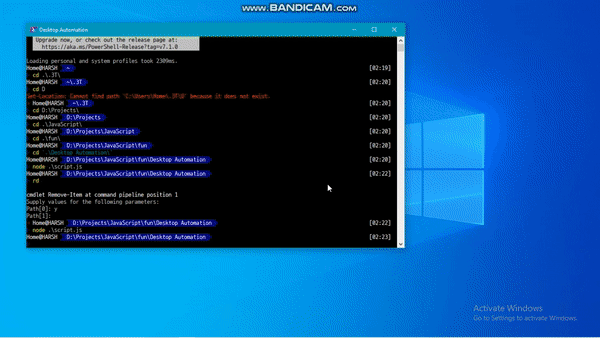 www.BANDICAM.com
Desktop Automation
Upgrade now, or check out the release page at:
https://aka.ms/PowerShell-Release?tag=v7.1.0
Loading personal and system profiles took 2309ms.
Home@HARSH ~ [02:19]
cd .\.3T\
Home@HARSH ~\.3T [02:20]
cd D
Set-Location: Cannot find path 'C:\Users\Home\.3T\D' because it does not exist.
Home@HARSH ~\.3T [02:20]
cd D:\Projects\
Home@HARSH D:\Projects [02:20]
cd .\JavaScript\
Home@HARSH D:\Projects\JavaScript [02:20]
cd .\fun\
Home@HARSH D:\Projects\JavaScript\fun [02:20]
cd '.\Desktop Automation\'
Home@HARSH D:\Projects\JavaScript\fun\Desktop Automation [02:20]
node .\script.js
Home@HARSH D:\Projects\JavaScript\fun\Desktop Automation [02:22]
rd
cmdlet Remove-Item at command pipeline position 1
Supply values for the following parameters:
Path[0]: y
Path[1]:
Home@HARSH D:\Projects\JavaScript\fun\Desktop Automation [02:22]
node .\script.js
Home@HARSH D:\Projects\JavaScript\fun\Desktop Automation [02:23]
Activate Windows
Go to Settings to activate Windows.